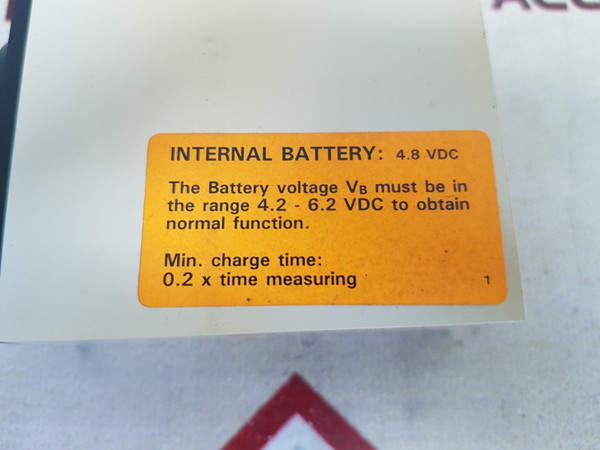 INTERNAL BATTERY: 4.8 VDC
The Battery voltage VB must be in
the range 4.2 - 6.2 VDC to obtain
normal function.
Min. charge time:
0.2 x time measuring
1